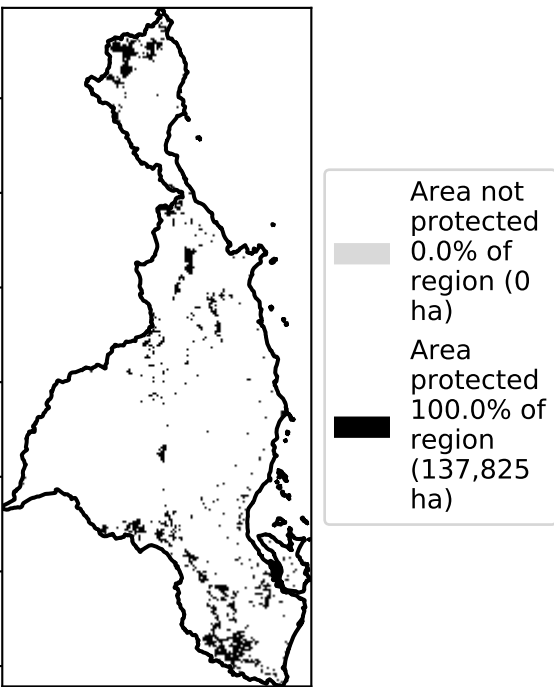 Area not
protected
0.0% of
region (0
ha)
Area
protected
100.0% of
region
(137,825
ha)